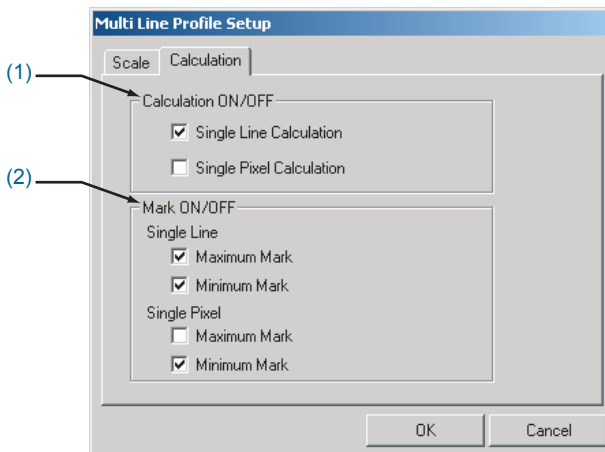 Multi Line Profile Setup
Scale Calculation
(1)
Calculation ON/OFF
Single Line Calculation
Single Pixel Calculation
(2)
Mark ON/OFF
Single Line
Maximum Mark
Minimum Mark
Single Pixel
Maximum Mark
Minimum Mark
OK Cancel